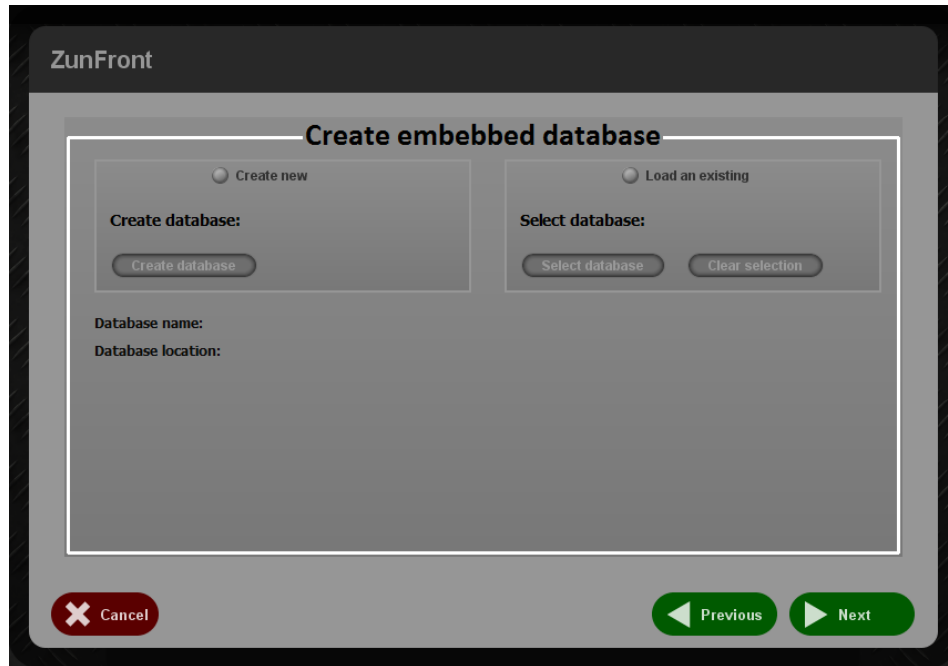 ZunFront
Create embebbed database
Create new
Load an existing
Create database:
Select database:
Create database
Select database
Clear selection
Database name:
Database location:
Cancel
Previous
Next